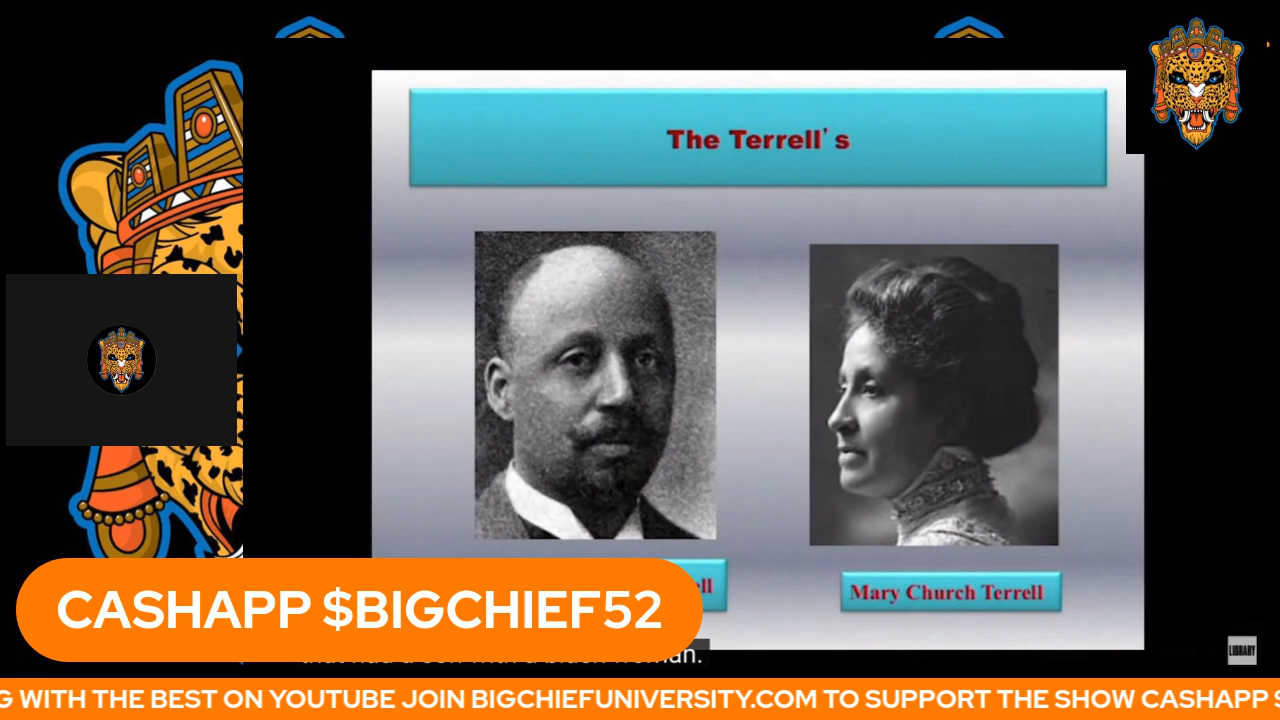 The Terrell's
ll
Mary Church Terrell
CASHAPP $BIGCHIEF52
woman.
LIBRARY
G WITH THE BEST ON YOUTUBE JOIN BIGCHIEFUNIVERSITY.COM TO SUPPORT THE SHOW CASHAPP $